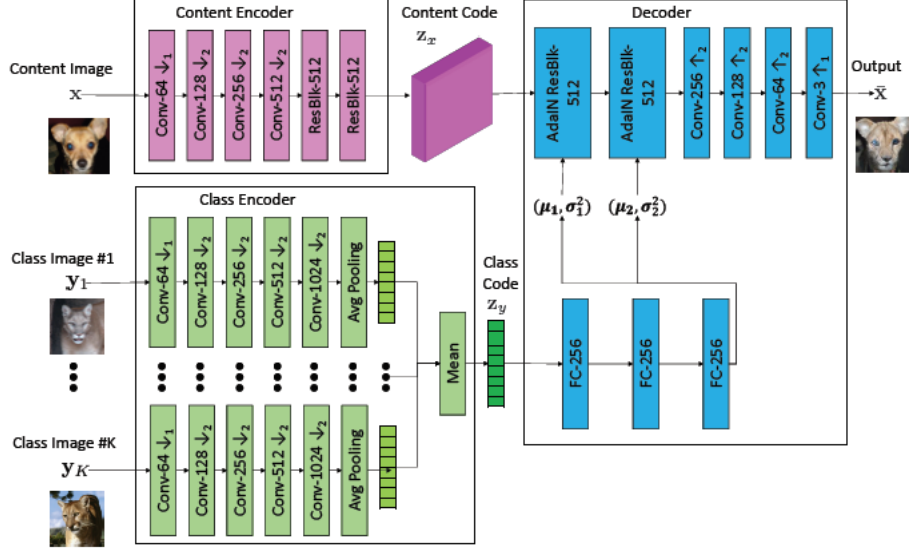 Content Encoder
Content Code
Decoder
Content Image
x
Conv-64 ↓₁
Conv-128 ↓₂
Conv-256 ↓₂
Conv-512 ↓₂
ResBlk-512
ResBlk-512
z_x
AdaIN ResBlk-
512
AdaIN ResBlk-
512
Conv-256 ↑₂
Conv-128 ↑₂
Conv-64 ↑₂
Conv-3 ↑₁
Output
x̄
(μ₁, σ₁²)
(μ₂, σ₂²)
Class Encoder
Class Image #1
y₁
Conv-64 ↓₁
Conv-128 ↓₂
Conv-256 ↓₂
Conv-512 ↓₂
Conv-1024 ↓₂
Avg Pooling
Class
Code
z_y
Mean
FC-256
FC-256
FC-256
Class Image #K
y_K
Conv-64 ↓₁
Conv-128 ↓₂
Conv-256 ↓₂
Conv-512 ↓₂
Conv-1024 ↓₂
Avg Pooling